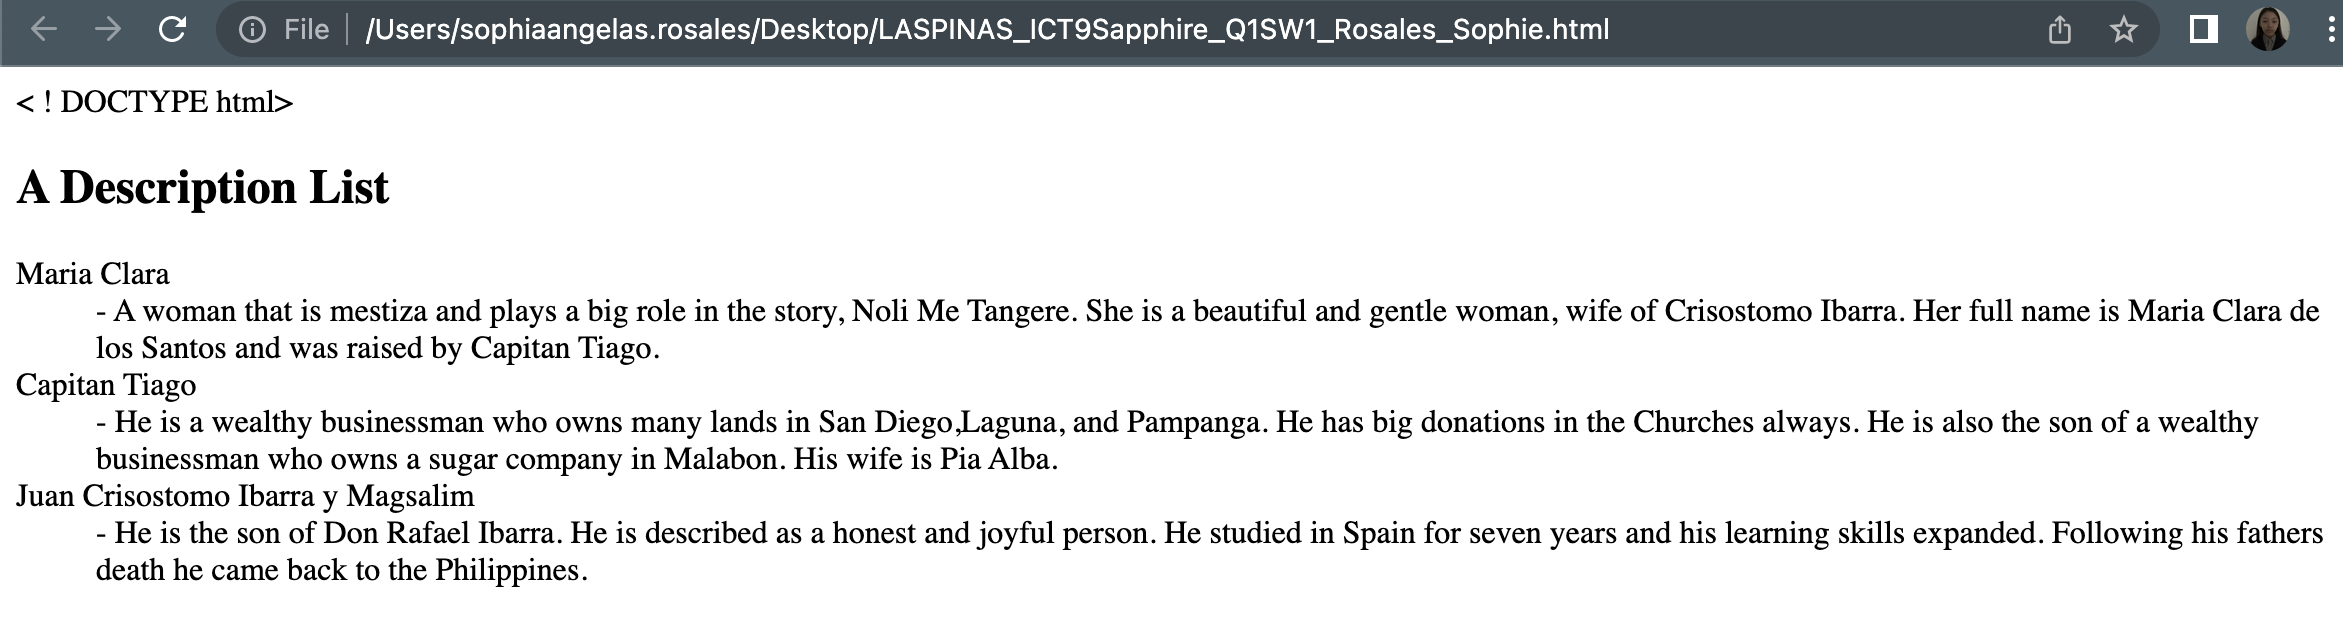 File | /Users/sophiaangelas.rosales/Desktop/LASPINAS_ICT9Sapphire_Q1SW1_Rosales_Sophie.html
< ! DOCTYPE html>
A Description List
Maria Clara
- A woman that is mestiza and plays a big role in the story, Noli Me Tangere. She is a beautiful and gentle woman, wife of Crisostomo Ibarra. Her full name is Maria Clara de
los Santos and was raised by Capitan Tiago.
Capitan Tiago
- He is a wealthy businessman who owns many lands in San Diego,Laguna, and Pampanga. He has big donations in the Churches always. He is also the son of a wealthy
businessman who owns a sugar company in Malabon. His wife is Pia Alba.
Juan Crisostomo Ibarra y Magsalim
- He is the son of Don Rafael Ibarra. He is described as a honest and joyful person. He studied in Spain for seven years and his learning skills expanded. Following his fathers
death he came back to the Philippines.